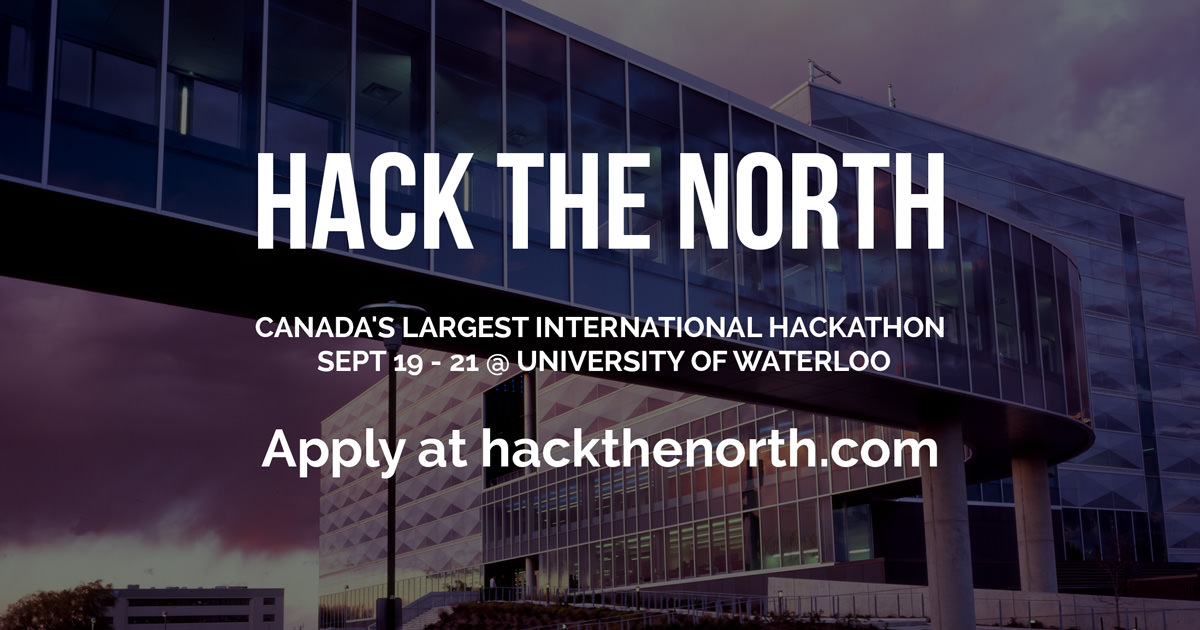 HACK THE NORTH
CANADA'S LARGEST INTERNATIONAL HACKATHON
SEPT 19 - 21 @ UNIVERSITY OF WATERLOO
Apply at hackthenorth.com